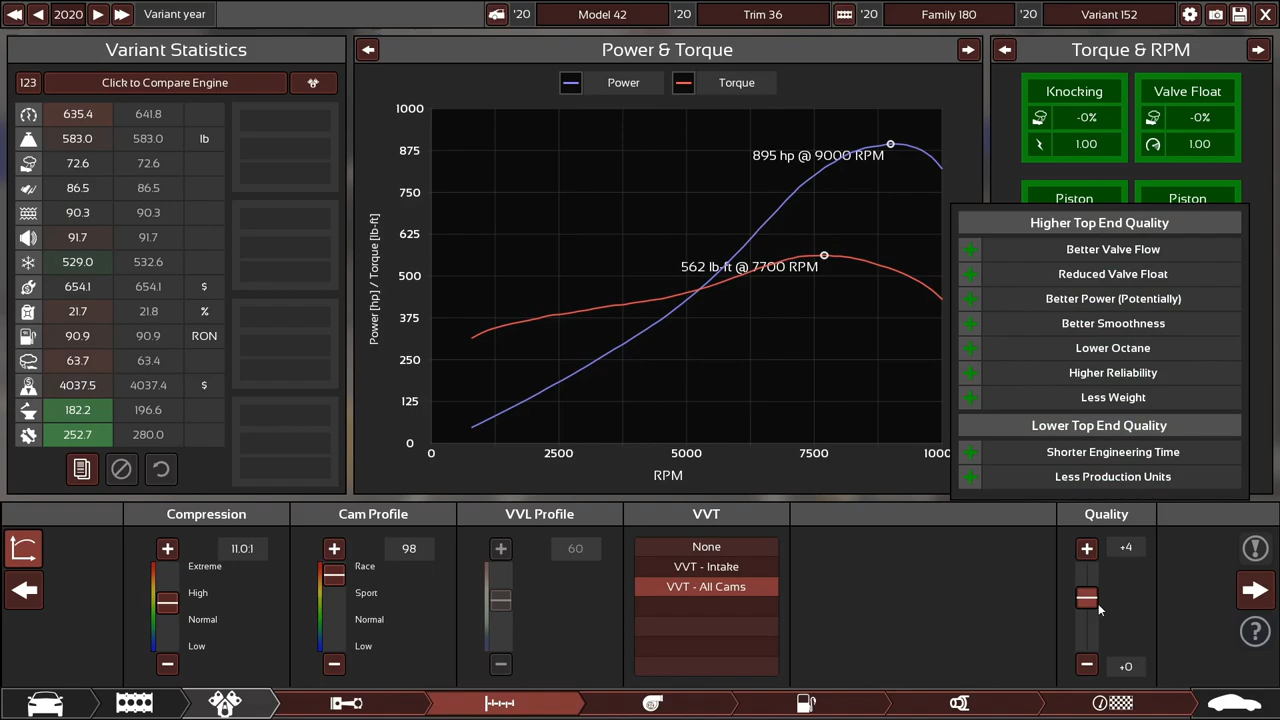 2020
Variant year
'20
Model 42
'20
Trim 36
'20
Family 180
'20
Variant 152
Variant Statistics
123
Click to Compare Engine
635.4 641.8
583.0 583.0 lb
72.6 72.6
86.5 86.5
90.3 90.3
91.7 91.7
529.0 532.6
654.1 654.1 $
21.7 21.8 %
90.9 90.9 RON
63.7 63.4
4037.5 4037.4 $
182.2 196.6
252.7 280.0
Power & Torque
Power
Torque
1000
875
750
625
500
375
250
125
0
Power [hp] / Torque [lb-ft]
895 hp @ 9000 RPM
562 lb-ft @ 7700 RPM
0 2500 5000 7500 1000
RPM
Torque & RPM
Knocking
-0%
1.00
Valve Float
-0%
1.00
Piston
Piston
Higher Top End Quality
Better Valve Flow
Reduced Valve Float
Better Power (Potentially)
Better Smoothness
Lower Octane
Higher Reliability
Less Weight
Lower Top End Quality
Shorter Engineering Time
Less Production Units
Compression
11.0:1
Extreme
High
Normal
Low
Cam Profile
98
Race
Sport
Normal
Low
VVL Profile
60
VVT
None
VVT - Intake
VVT - All Cams
Quality
+4
+0